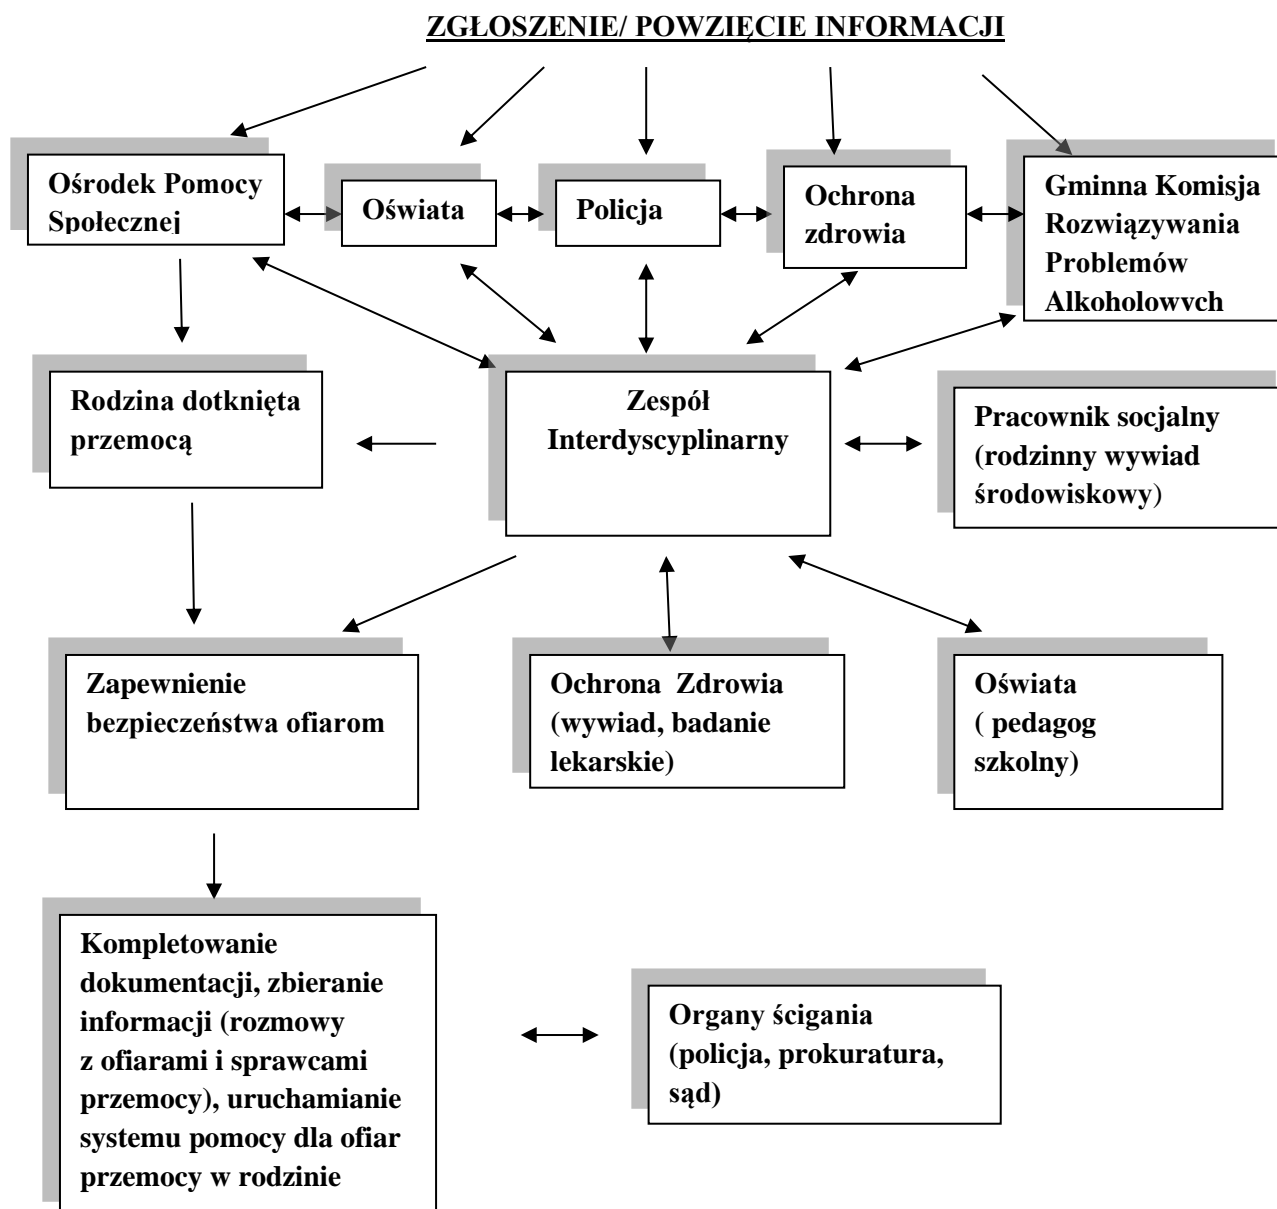 ZGŁOSZENIE/ POWZIĘCIE INFORMACJI
Ośrodek Pomocy
Społecznej
Oświata
Policja
Ochrona
zdrowia
Gminna Komisja
Rozwiązywania
Problemów
Alkoholowych
Rodzina dotknięta
przemocą
Zespół
Interdyscyplinarny
Pracownik socjalny
(rodzinny wywiad
środowiskowy)
Zapewnienie
bezpieczeństwa ofiarom
Ochrona Zdrowia
(wywiad, badanie
lekarskie)
Oświata
( pedagog
szkolny)
Kompletowanie
dokumentacji, zbieranie
informacji (rozmowy
z ofiarami i sprawcami
przemocy), uruchamianie
systemu pomocy dla ofiar
przemocy w rodzinie
Organy ścigania
(policja, prokuratura,
sąd)